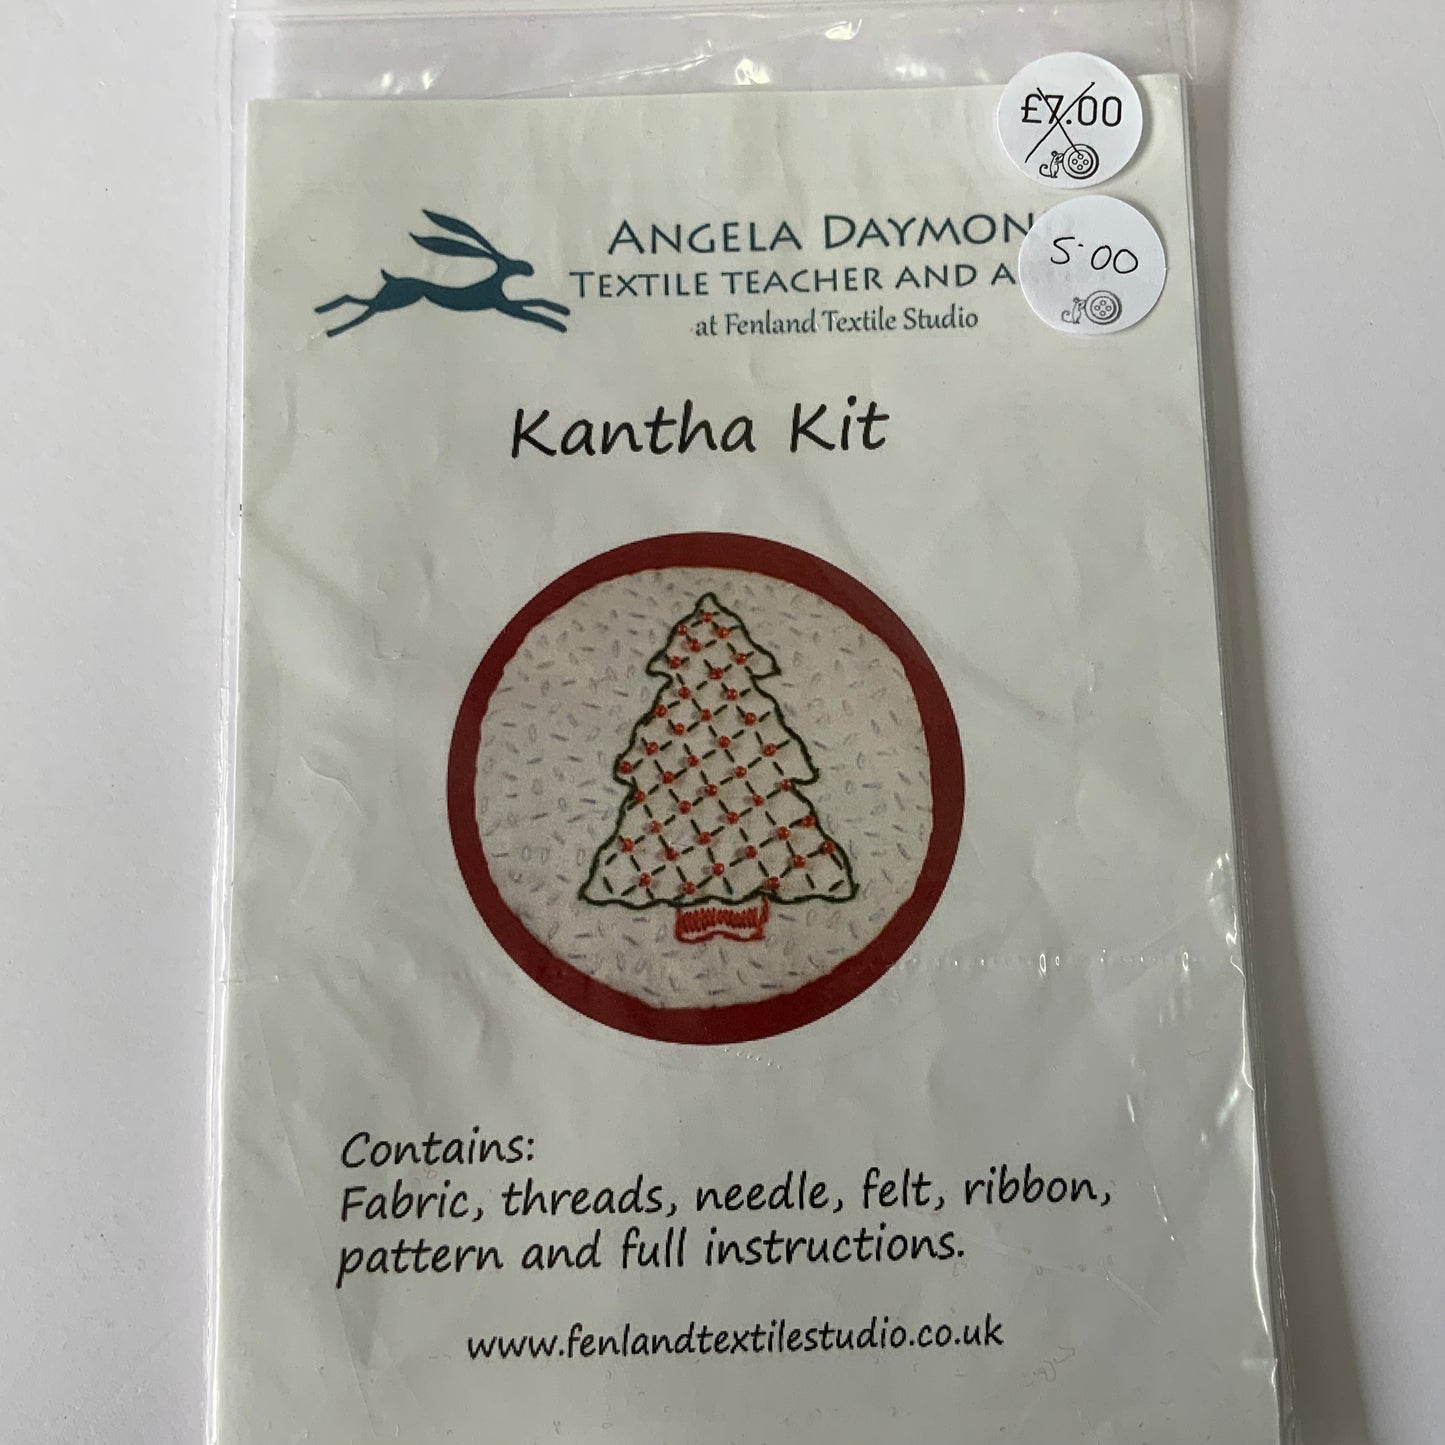 £7.00
ANGELA DAYMON
5.00
TEXTILE TEACHER AND A
at Fenland Textile Studio
Kantha Kit
Contains:
Fabric, threads, needle, felt, ribbon,
pattern and full instructions.
www.fenlandtextilestudio.co.uk